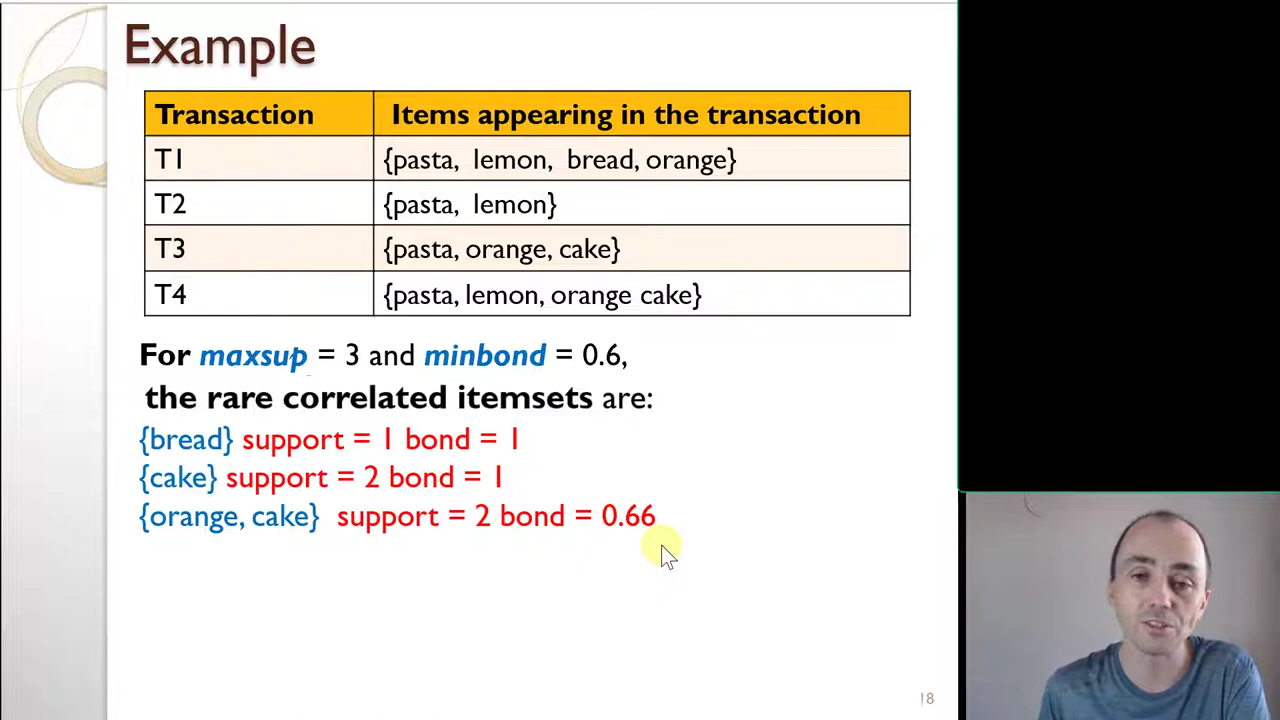 Example
Transaction Items appearing in the transaction
T1 {pasta, lemon, bread, orange}
T2 {pasta, lemon}
T3 {pasta, orange, cake}
T4 {pasta, lemon, orange cake}
For maxsup = 3 and minbond = 0.6,
the rare correlated itemsets are:
{bread} support = 1 bond = 1
{cake} support = 2 bond = 1
{orange, cake} support = 2 bond = 0.66
18